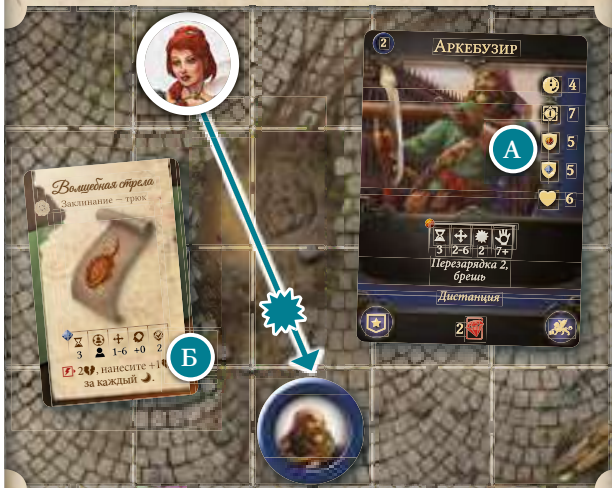 2
Аркебузир
4
7
А
5
5
6
3 2-6 2 7+
Перезарядка 2,
брешь
Дистанция
2
Волшебная стрела
Заклинание — трюк
3 1-6 +0 2
Б
2, нанесите +1
за каждый